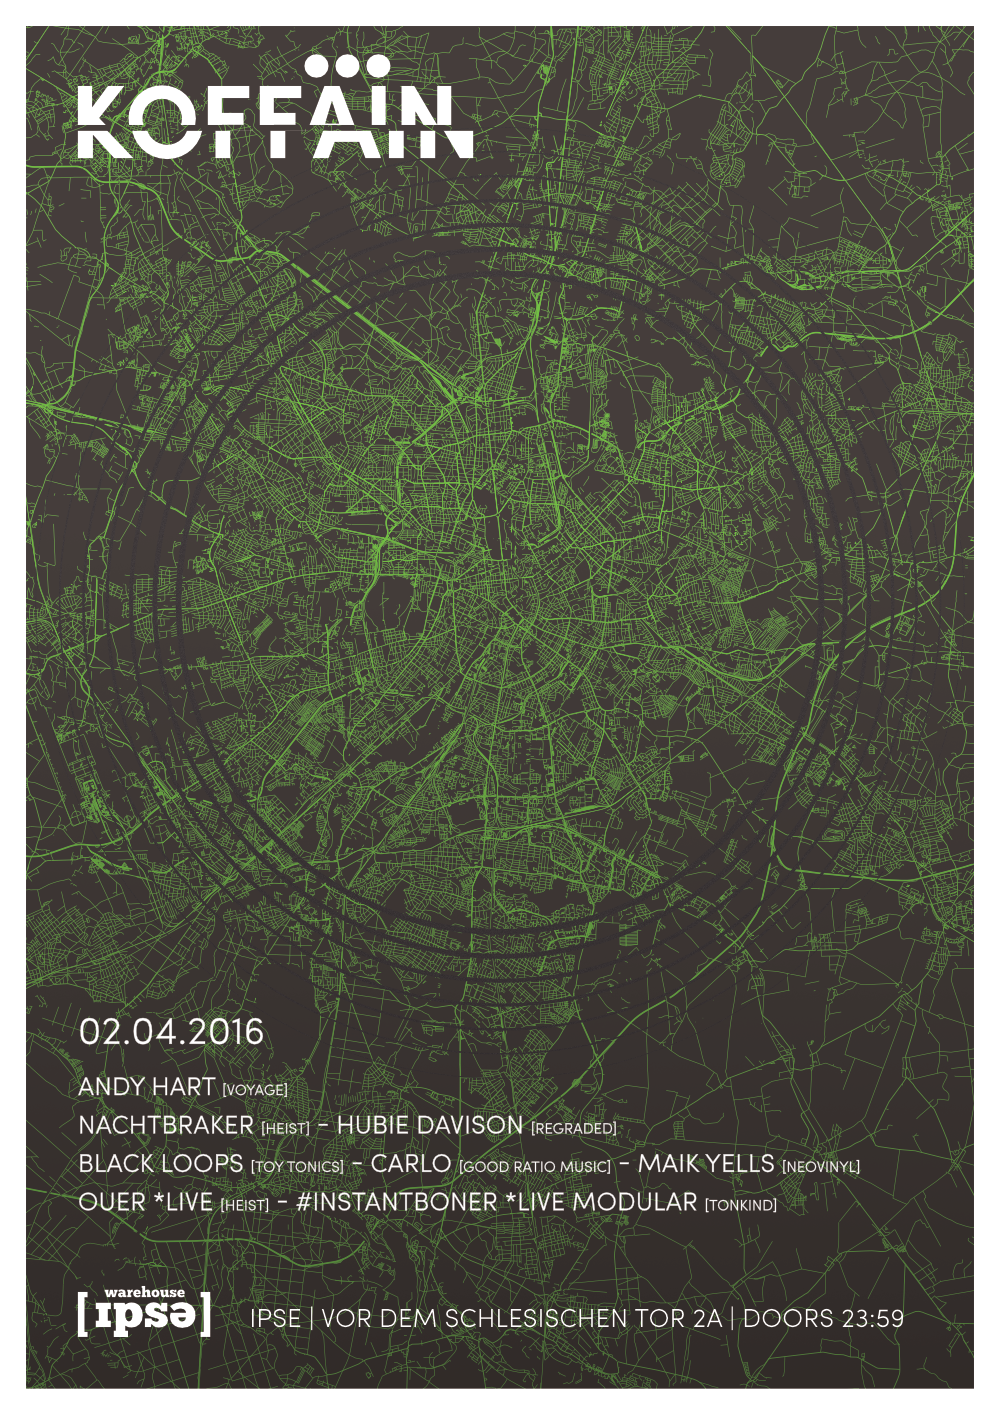 KOFFAIN
02.04.2016
ANDY HART [VOYAGE]
NACHTBRAKER [HEIST] - HUBIE DAVISON [REGRADED]
BLACK LOOPS [TOY TONICS] - CARLO [GOOD RATIO MUSIC] - MAIK YELLS [NEOVINYL]
OUER *LIVE [HEIST] - #INSTANTBONER *LIVE MODULAR [TONKIND]
warehouse
[ıpsə]
IPSE | VOR DEM SCHLESISCHEN TOR 2A | DOORS 23:59